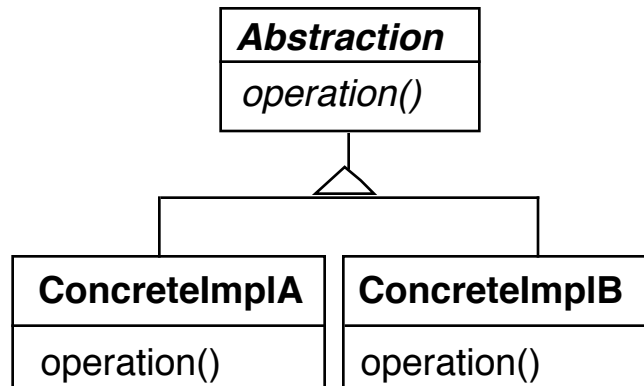 Abstraction
operation()
ConcreteImplA
ConcreteImplB
operation()
operation()